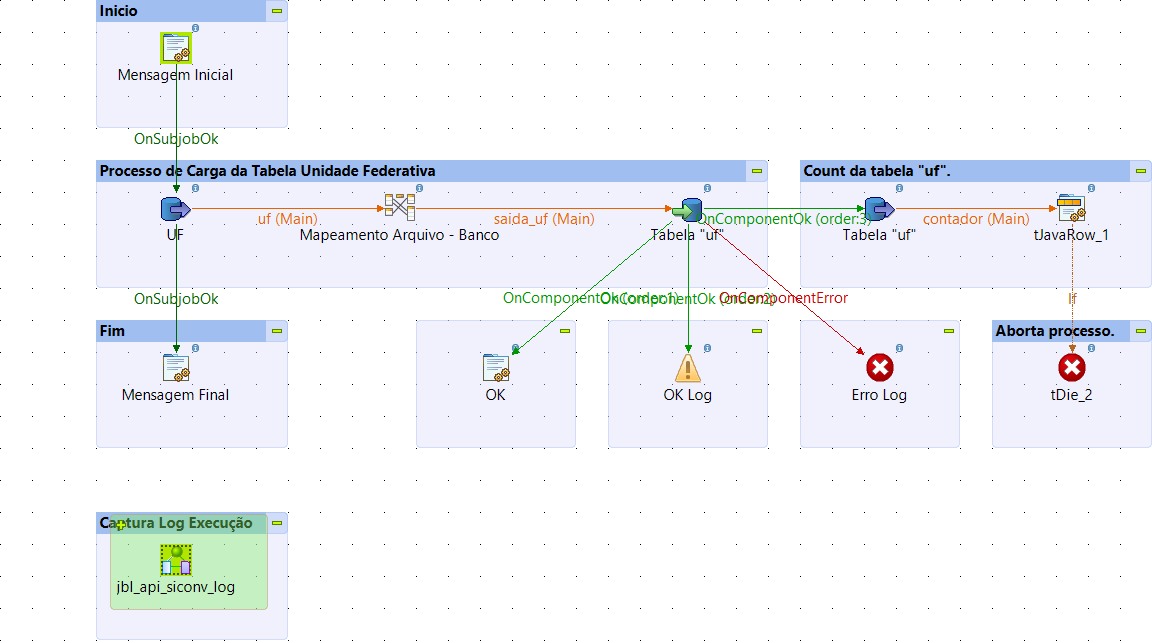 Inicio
Mensagem Inicial
OnSubjobOk
Processo de Carga da Tabela Unidade Federativa
Count da tabela "uf".
uf (Main)
saida_uf (Main)
OnComponentOk (order:3)
contador (Main)
UF
Mapeamento Arquivo - Banco
Tabela "uf"
Tabela "uf"
tJavaRow_1
OnSubjobOk
OnComponentOk (order:1)
OnComponentOk (order:2)
OnComponentError
If
Fim
Aborta processo.
Mensagem Final
OK
OK Log
Erro Log
tDie_2
Captura Log Execução
jbl_api_siconv_log